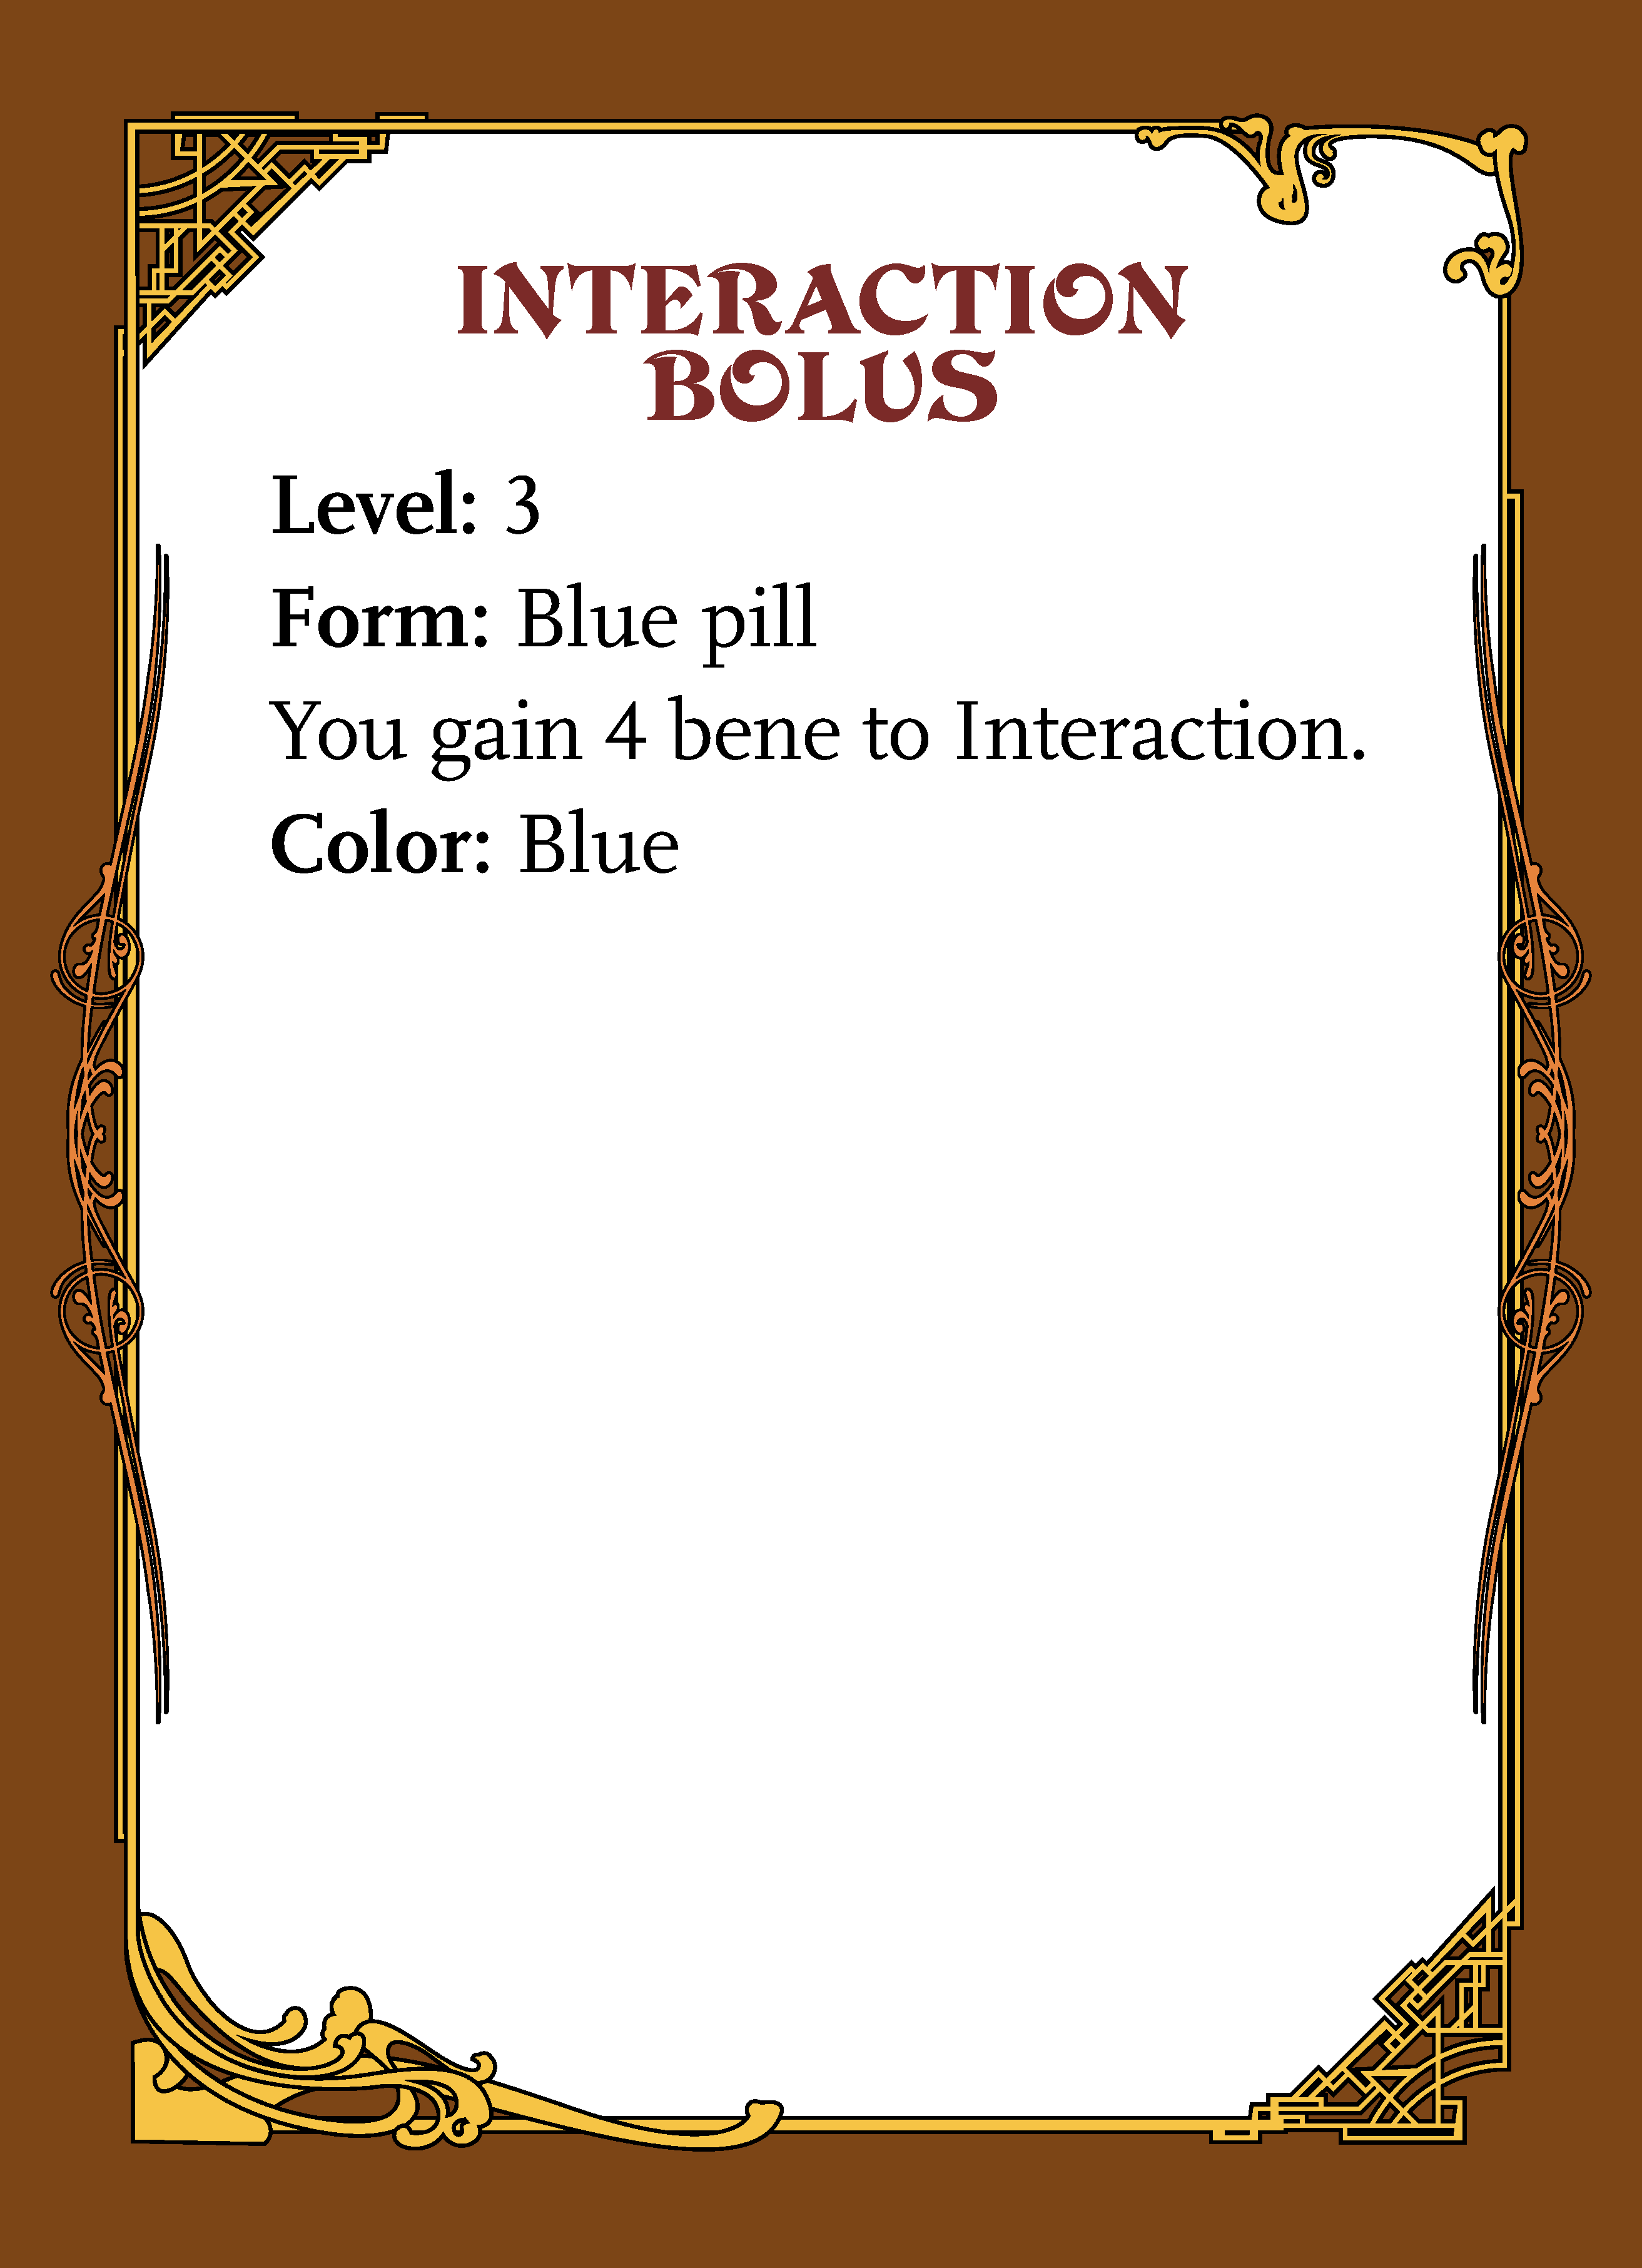 INTERACTION
BOLUS
Level: 3
Form: Blue pill
You gain 4 bene to Interaction.
Color: Blue